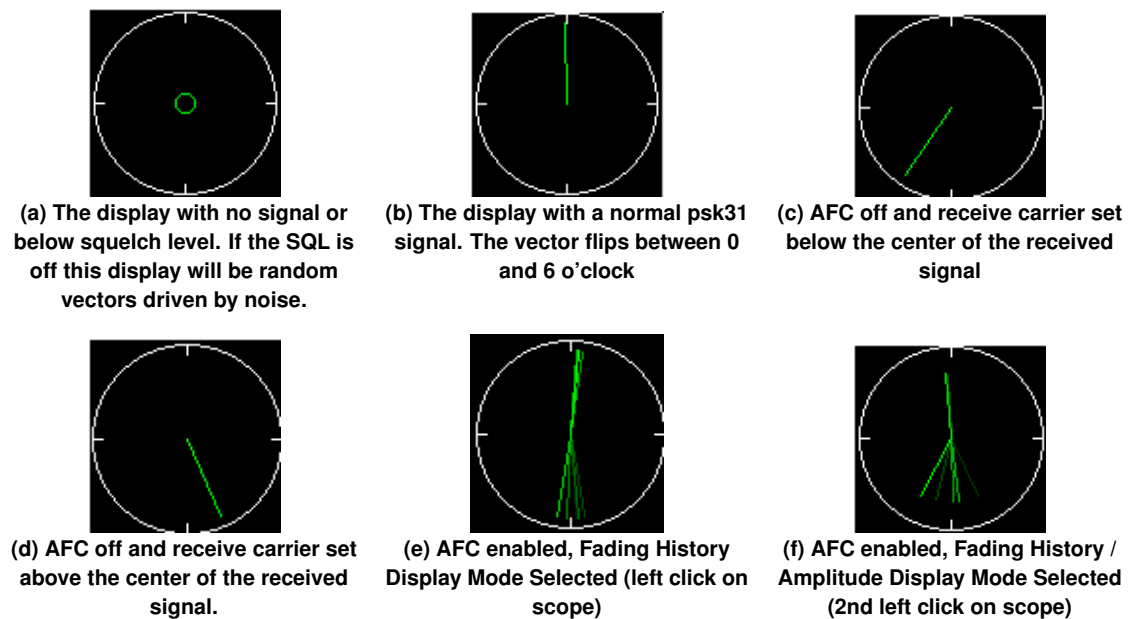 (a) The display with no signal or
below squelch level. If the SQL is
off this display will be random
vectors driven by noise.
(b) The display with a normal psk31
signal. The vector flips between 0
and 6 o’clock
(c) AFC off and receive carrier set
below the center of the received
signal
(d) AFC off and receive carrier set
above the center of the received
signal.
(e) AFC enabled, Fading History
Display Mode Selected (left click on
scope)
(f) AFC enabled, Fading History /
Amplitude Display Mode Selected
(2nd left click on scope)